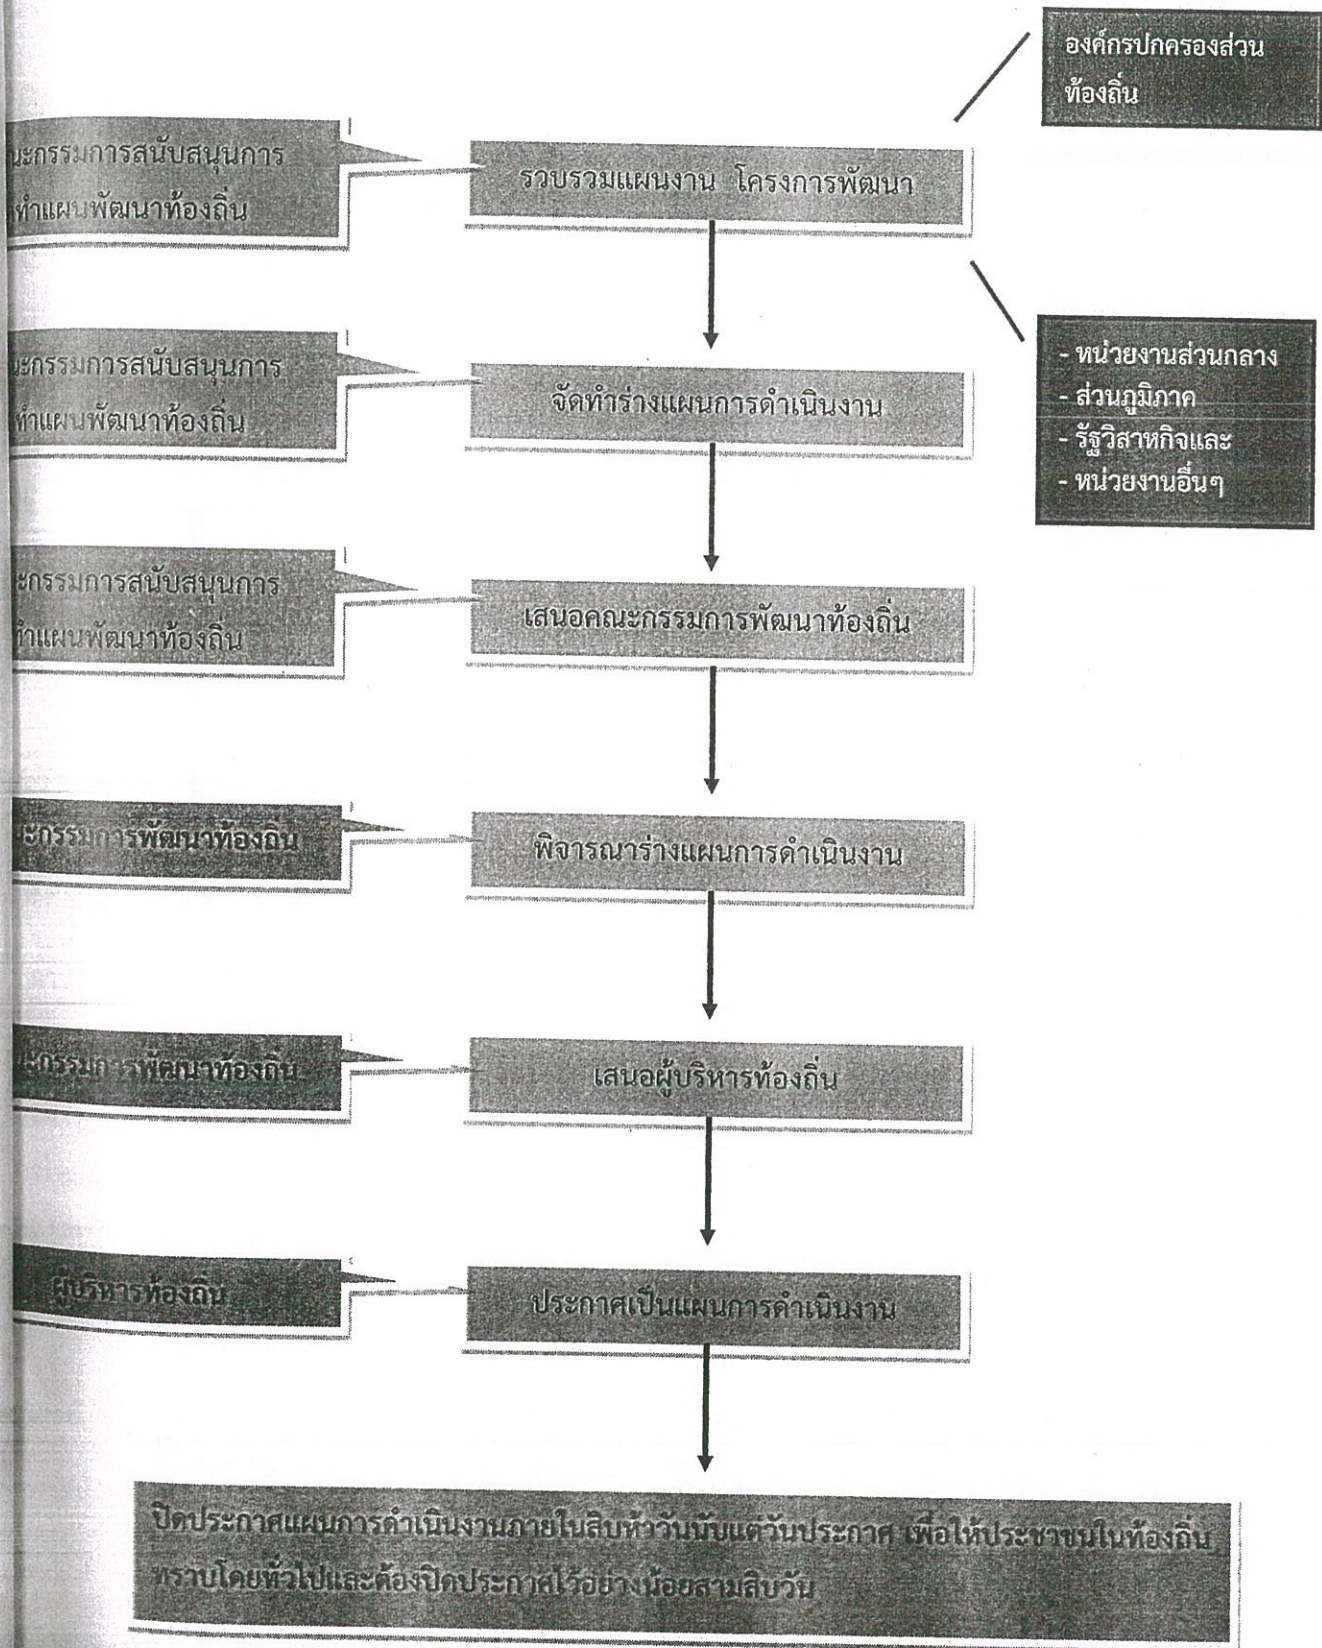 องค์กรปกครองส่วน
ท้องถิ่น
ะกรรมการสนับสนุนการ
ทำแผนพัฒนาท้องถิ่น
รวบรวมแผนงาน โครงการพัฒนา
- หน่วยงานส่วนกลาง
- ส่วนภูมิภาค
- รัฐวิสาหกิจและ
- หน่วยงานอื่นๆ
ะกรรมการสนับสนุนการ
ทำแผนพัฒนาท้องถิ่น
จัดทำร่างแผนการดำเนินงาน
ะกรรมการสนับสนุนการ
ทำแผนพัฒนาท้องถิ่น
เสนอคณะกรรมการพัฒนาท้องถิ่น
ะกรรมการพัฒนาท้องถิ่น
พิจารณาร่างแผนการดำเนินงาน
ะกรรมการพัฒนาท้องถิ่น
เสนอผู้บริหารท้องถิ่น
ผู้บริหารท้องถิ่น
ประกาศเป็นแผนการดำเนินงาน
ปิดประกาศแผนการดำเนินงานภายในสิบห้าวันนับแต่วันประกาศ เพื่อให้ประชาชนในท้องถิ่น
ทราบโดยทั่วไปและต้องปิดประกาศไว้อย่างน้อยสามสิบวัน